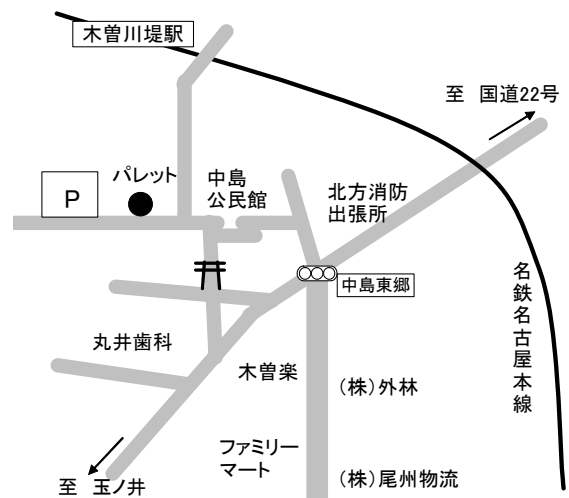 木曽川堤駅
至 国道22号
パレット
P
中島
公民館
北方消防
出張所
中島東郷
名鉄名古屋本線
丸井歯科
木曽楽
(株)外林
ファミリー
マート
(株)尾州物流
至 玉ノ井